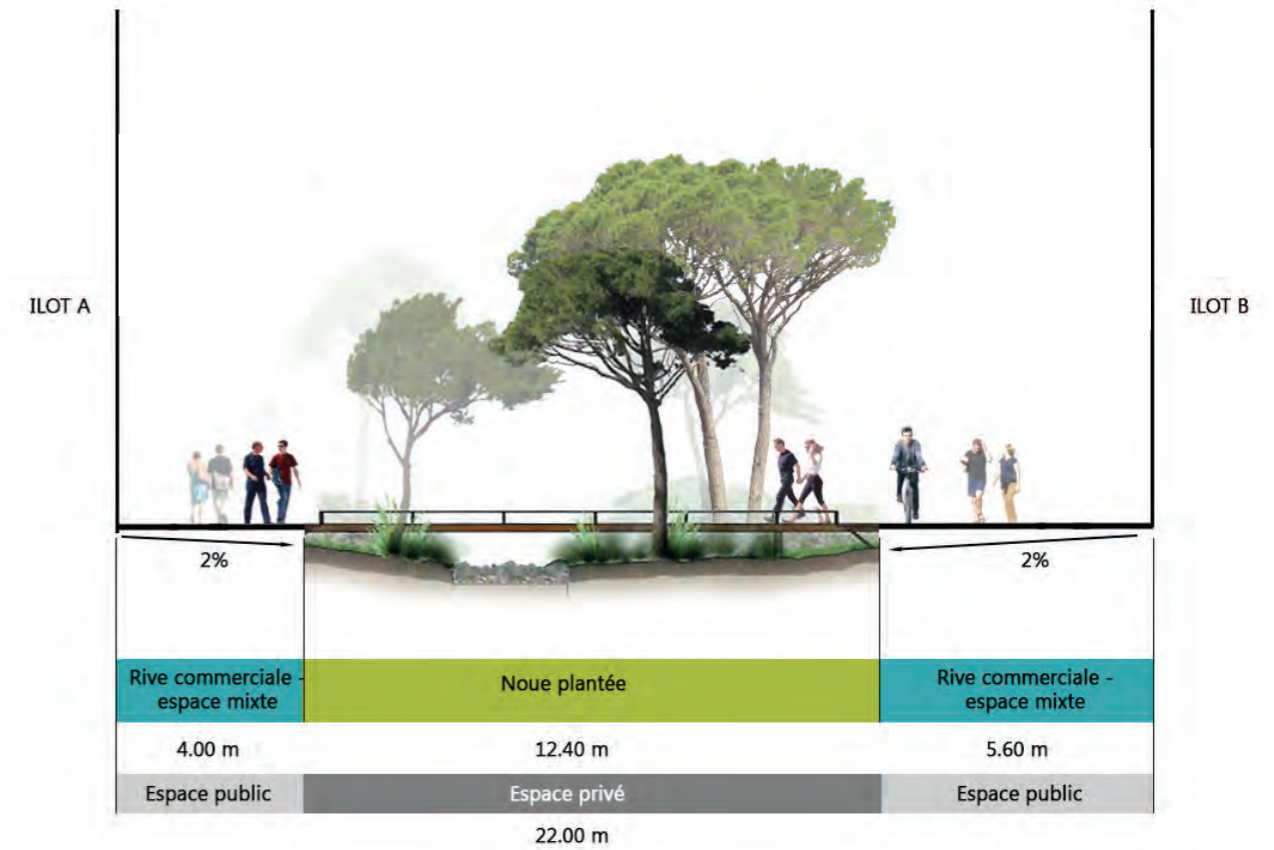 ILOT A
ILOT B
2%
2%
Rive commerciale -
espace mixte
Noue plantée
Rive commerciale -
espace mixte
4.00 m
12.40 m
5.60 m
Espace public
Espace privé
Espace public
22.00 m